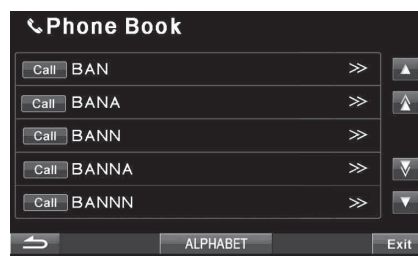 Phone Book
Call BAN
Call BANA
Call BANN
Call BANNA
Call BANNN
ALPHABET Exit